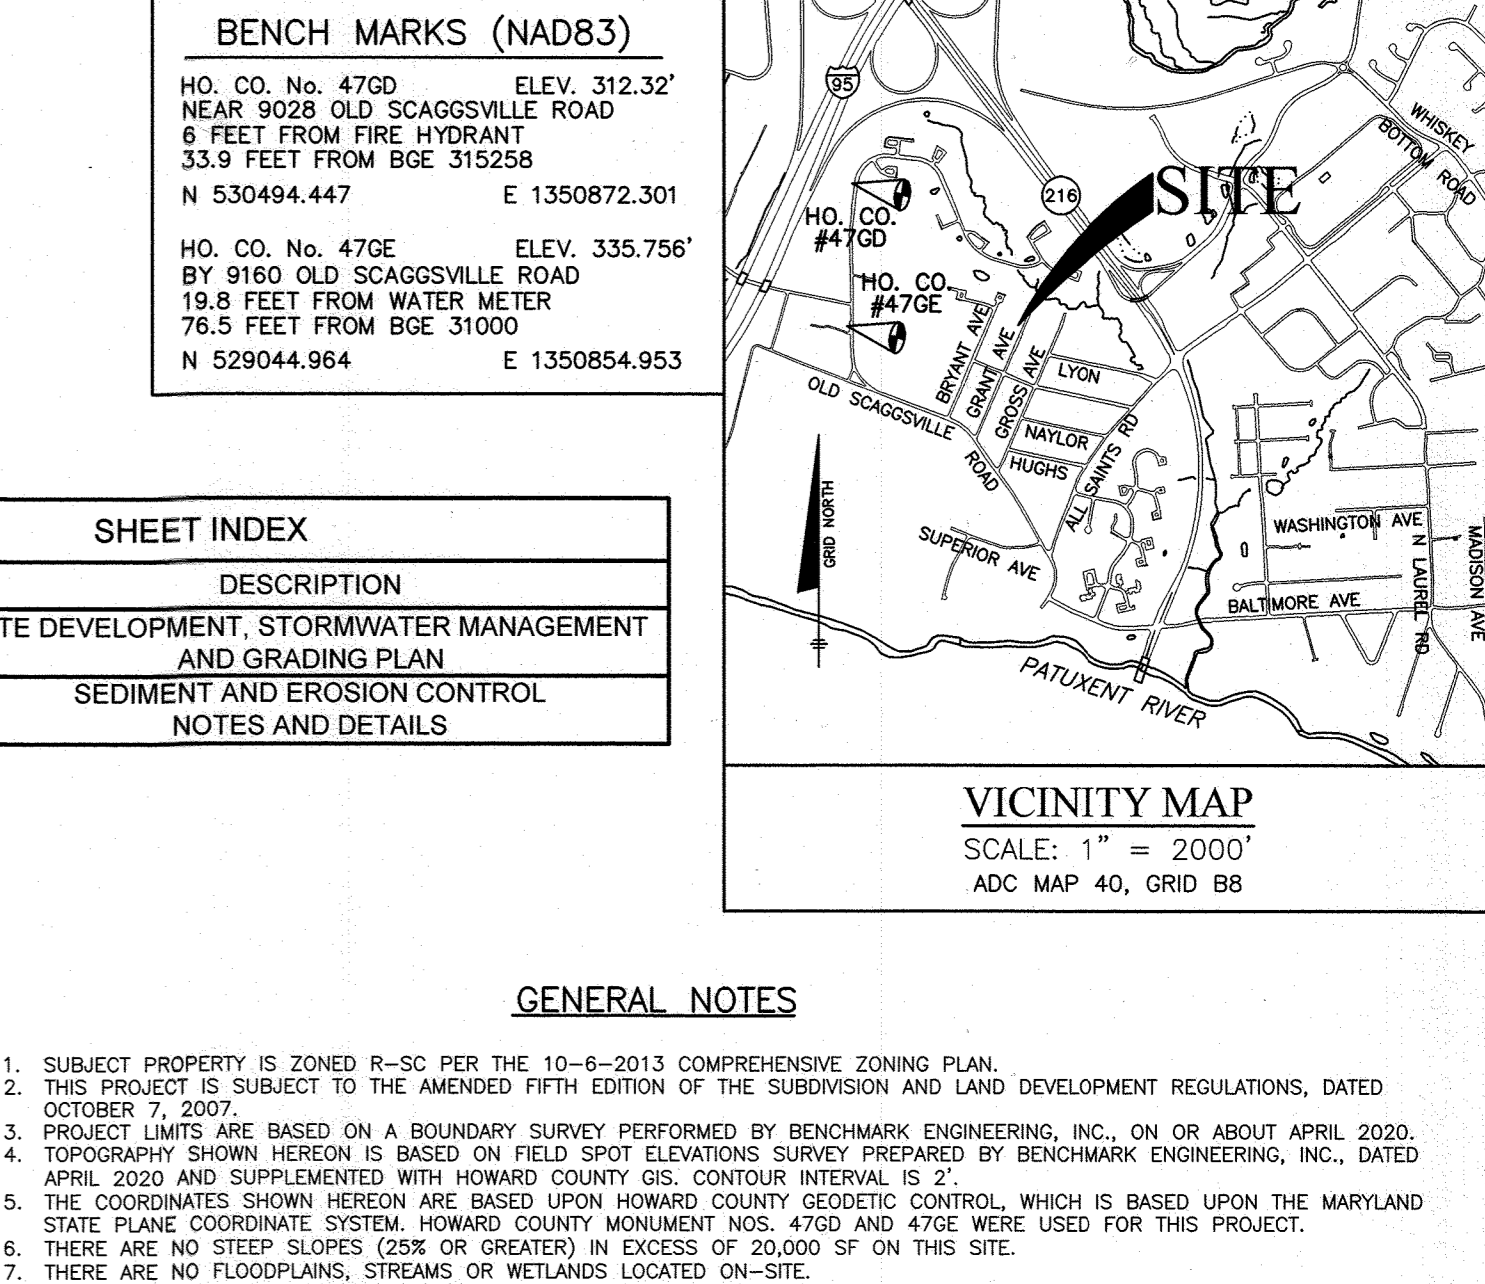 BENCH MARKS (NAD83)
HO. CO. No. 47GD ELEV. 312.32'
NEAR 9028 OLD SCAGGSVILLE ROAD
6 FEET FROM FIRE HYDRANT
33.9 FEET FROM BGE 315258
N 530494.447 E 1350872.301
HO. CO. No. 47GE ELEV. 335.756'
BY 9160 OLD SCAGGSVILLE ROAD
19.8 FEET FROM WATER METER
76.5 FEET FROM BGE 31000
N 529044.964 E 1350854.953
SHEET INDEX
DESCRIPTION
TE DEVELOPMENT, STORMWATER MANAGEMENT
AND GRADING PLAN
SEDIMENT AND EROSION CONTROL
NOTES AND DETAILS
95
216
SITE
WHISKEY
BOTTOM ROAD
HO. CO.
#47GD
HO. CO.
#47GE
BRYANT AVE
GRANT AVE
GROSS AVE
LYON
NAYLOR
HUGHS
OLD SCAGGSVILLE
ROAD
ALL SAINTS RD
SUPERIOR AVE
GRID NORTH
WASHINGTON AVE
N LAUREL RD
MADISON AVE
BALTIMORE AVE
PATUXENT RIVER
VICINITY MAP
SCALE: 1" = 2000'
ADC MAP 40, GRID B8
GENERAL NOTES
1. SUBJECT PROPERTY IS ZONED R-SC PER THE 10-6-2013 COMPREHENSIVE ZONING PLAN.
2. THIS PROJECT IS SUBJECT TO THE AMENDED FIFTH EDITION OF THE SUBDIVISION AND LAND DEVELOPMENT REGULATIONS, DATED
OCTOBER 7, 2007.
3. PROJECT LIMITS ARE BASED ON A BOUNDARY SURVEY PERFORMED BY BENCHMARK ENGINEERING, INC., ON OR ABOUT APRIL 2020.
4. TOPOGRAPHY SHOWN HEREON IS BASED ON FIELD SPOT ELEVATIONS SURVEY PREPARED BY BENCHMARK ENGINEERING, INC., DATED
APRIL 2020 AND SUPPLEMENTED WITH HOWARD COUNTY GIS. CONTOUR INTERVAL IS 2'.
5. THE COORDINATES SHOWN HEREON ARE BASED UPON HOWARD COUNTY GEODETIC CONTROL, WHICH IS BASED UPON THE MARYLAND
STATE PLANE COORDINATE SYSTEM. HOWARD COUNTY MONUMENT NOS. 47GD AND 47GE WERE USED FOR THIS PROJECT.
6. THERE ARE NO STEEP SLOPES (25% OR GREATER) IN EXCESS OF 20,000 SF ON THIS SITE.
7. THERE ARE NO FLOODPLAINS, STREAMS OR WETLANDS LOCATED ON-SITE.